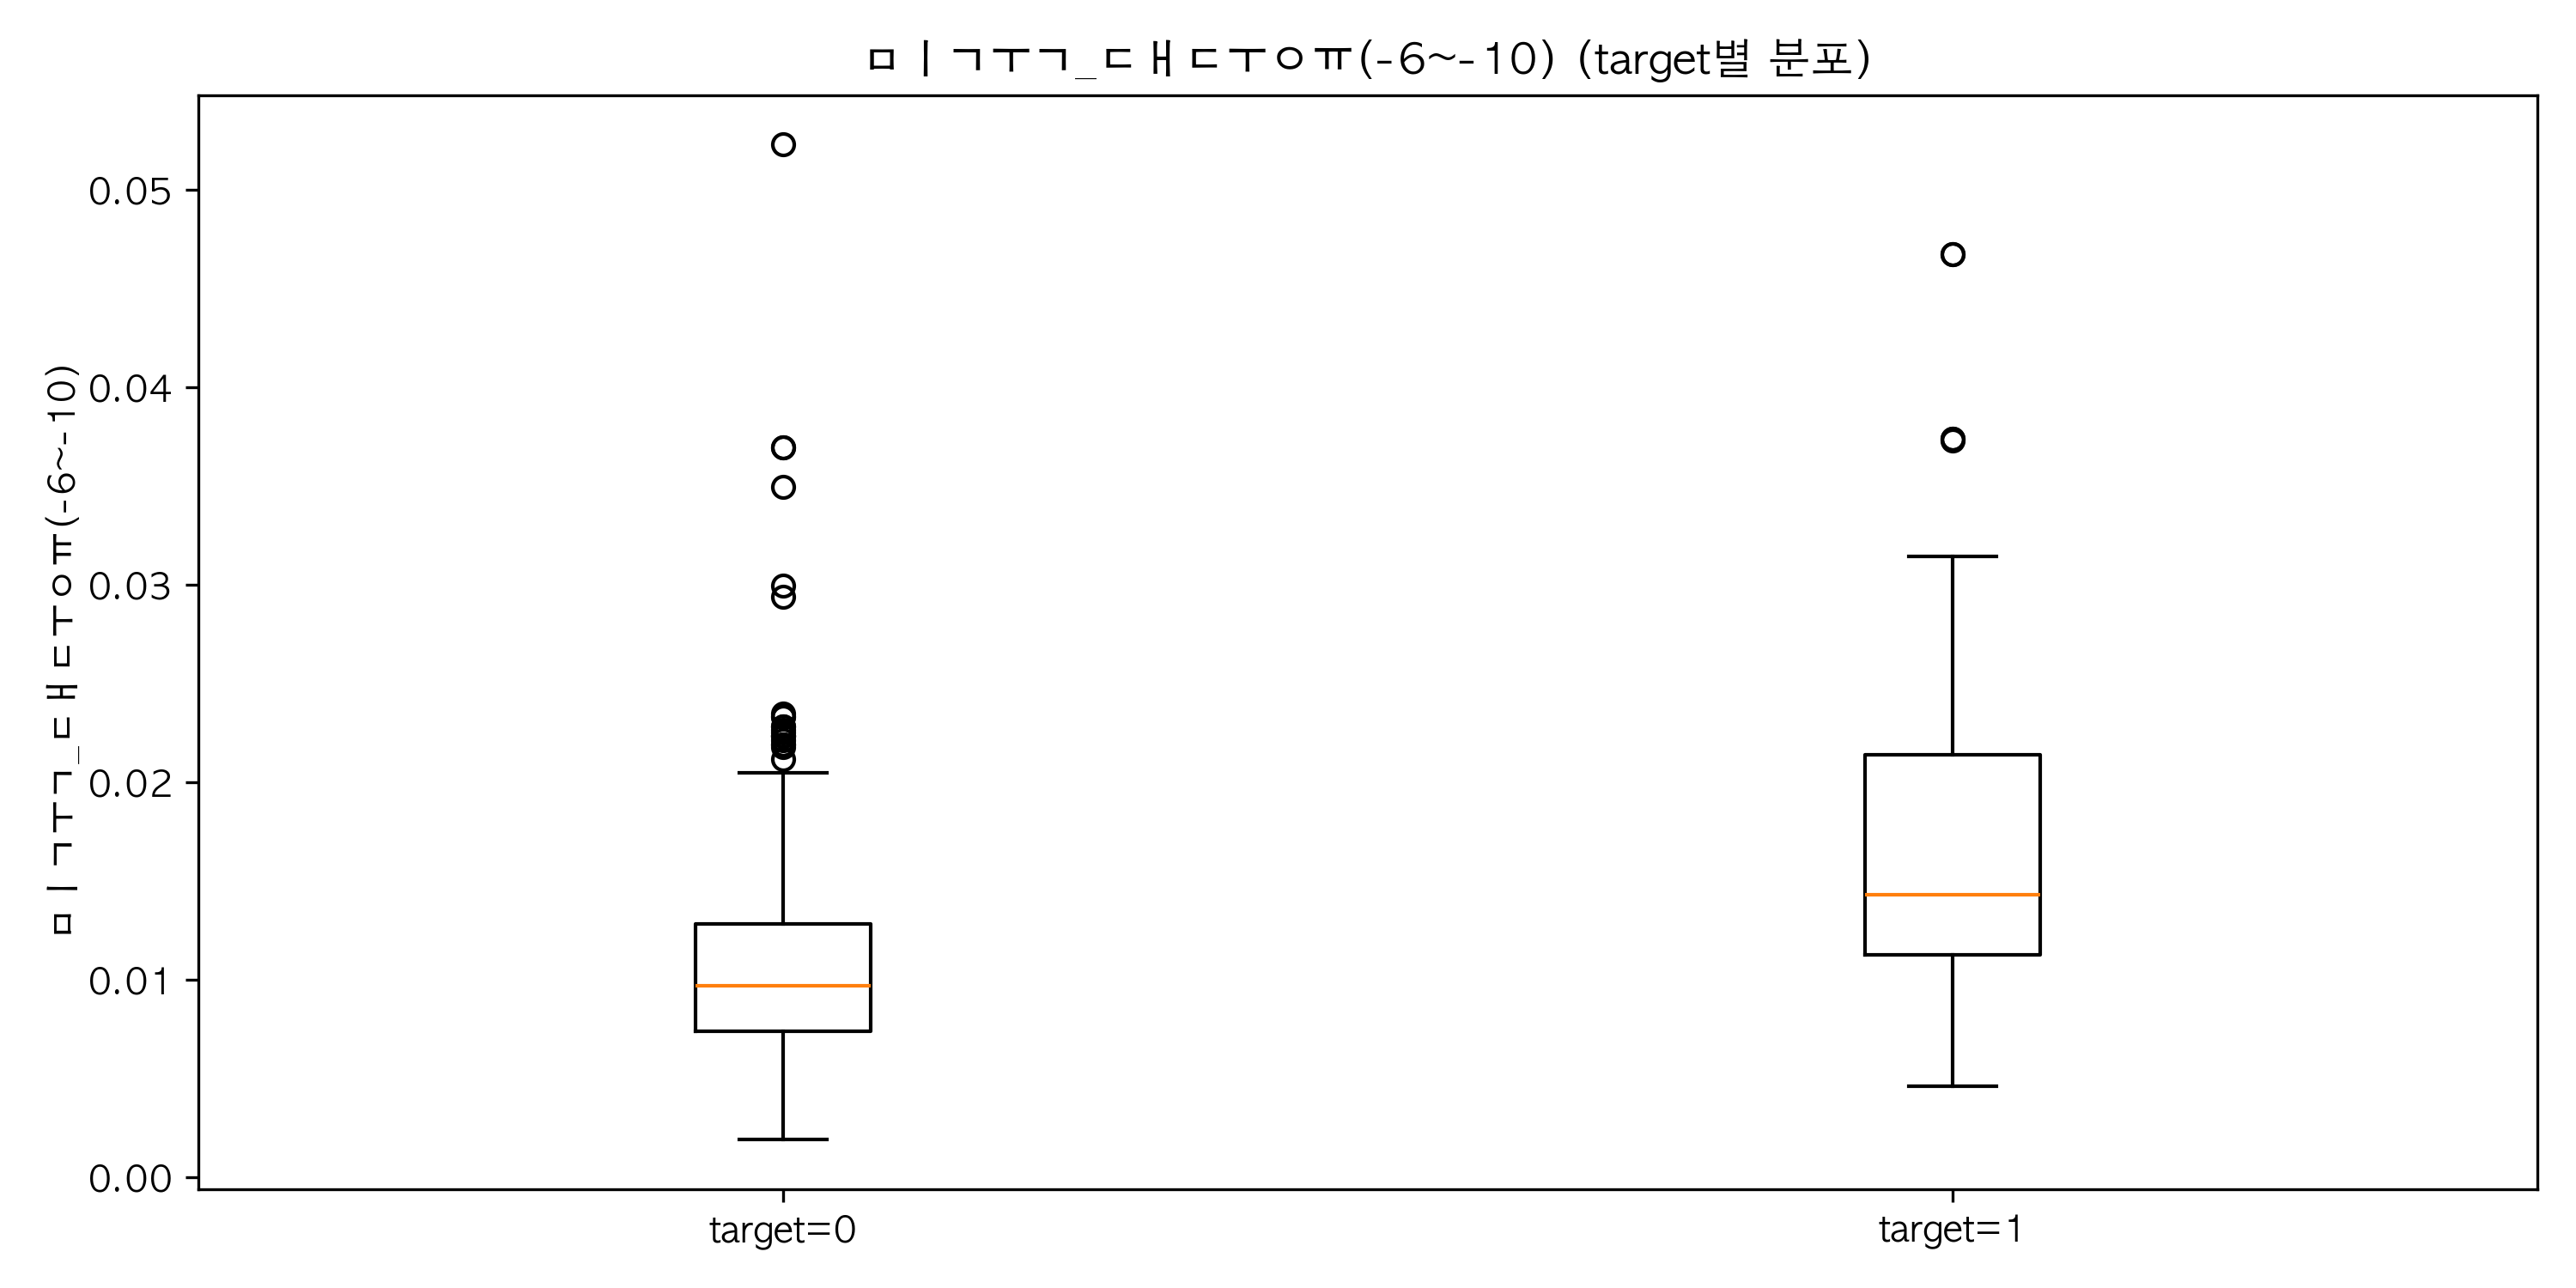 ㅁㅣㄱㅜㄱ_ㄷㅐㄷㅜㅇㅠ(-6~-10) (target별 분포)
ㅁㅣㄱㅜㄱ_ㄷㅐㄷㅜㅇㅠ(-6~-10)
0.05
0.04
0.03
0.02
0.01
0.00
target=0
target=1